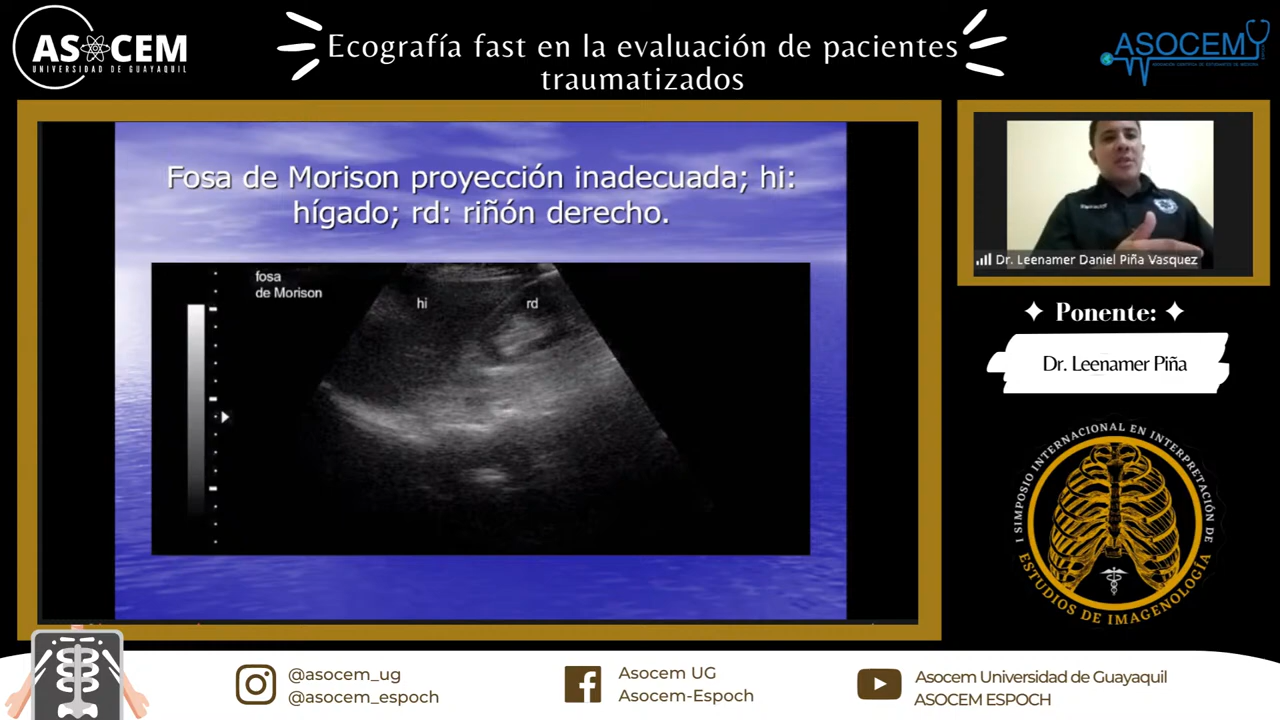 ASOCEM
UNIVERSIDAD DE GUAYAQUIL
Ecografía fast en la evaluación de pacientes
traumatizados
ASOCEM
Fosa de Morison proyección inadecuada; hi:
hígado; rd: riñón derecho.
fosa
de Morison
hi
rd
Dr. Leenamer Daniel Piña Vasquez
Ponente:
Dr. Leenamer Piña
I SIMPOSIO INTERNACIONAL EN INTERPRETACIÓN DE
ESTUDIOS DE IMAGENOLOGÍA
@asocem_ug
@asocem_espoch
Asocem UG
Asocem-Espoch
Asocem Universidad de Guayaquil
ASOCEM ESPOCH